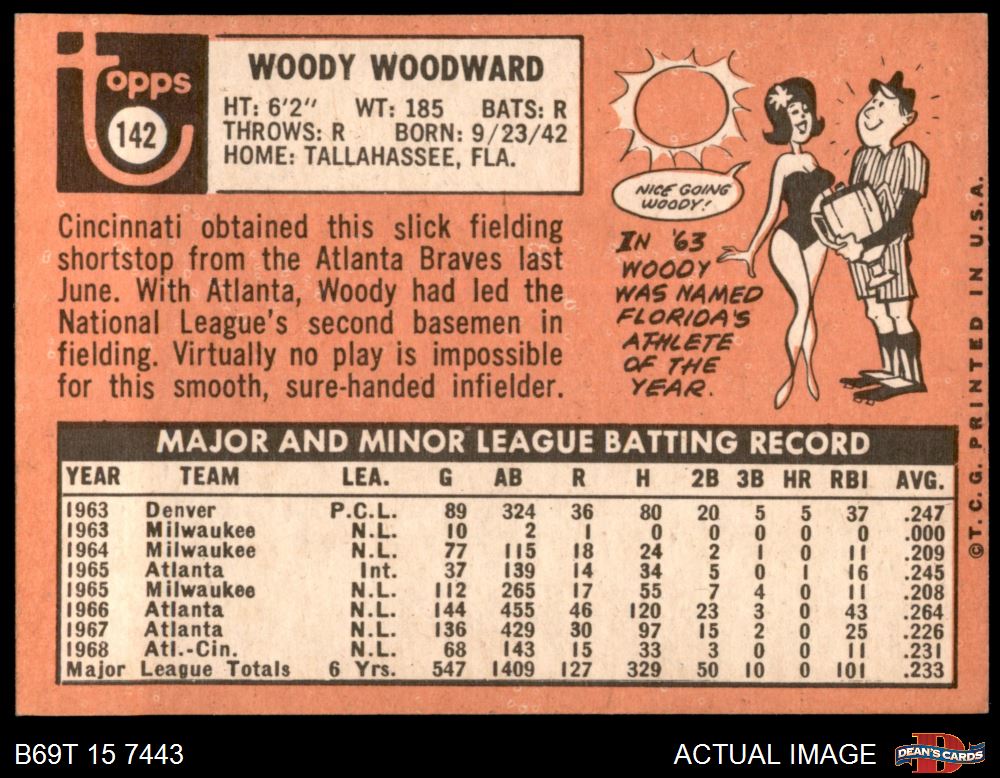 topps
142
WOODY WOODWARD
HT: 6'2" WT: 185 BATS: R
THROWS: R BORN: 9/23/42
HOME: TALLAHASSEE, FLA.
Cincinnati obtained this slick fielding
shortstop from the Atlanta Braves last
June. With Atlanta, Woody had led the
National League's second basemen in
fielding. Virtually no play is impossible
for this smooth, sure-handed infielder.
NICE GOING
WOODY!
IN '63
WOODY
WAS NAMED
FLORIDA'S
ATHLETE
OF THE
YEAR.
MAJOR AND MINOR LEAGUE BATTING RECORD
YEAR TEAM LEA. G AB R H 2B 3B HR RBI AVG.
1963 Denver P.C.L. 89 324 36 80 20 5 5 37 .247
1963 Milwaukee N.L. 10 2 1 0 0 0 0 0 .000
1964 Milwaukee N.L. 77 115 18 24 2 1 0 11 .209
1965 Atlanta Int. 37 139 14 34 5 0 1 16 .245
1965 Milwaukee N.L. 112 265 17 55 7 4 0 11 .208
1966 Atlanta N.L. 144 455 46 120 23 3 0 43 .264
1967 Atlanta N.L. 136 429 30 97 15 2 0 25 .226
1968 Atl.-Cin. N.L. 68 143 15 33 3 0 0 11 .231
Major League Totals 6 Yrs. 547 1409 127 329 50 10 0 101 .233
©T.C.G. PRINTED IN U.S.A.
B69T 15 7443
ACTUAL IMAGE
DEAN'S CARDS